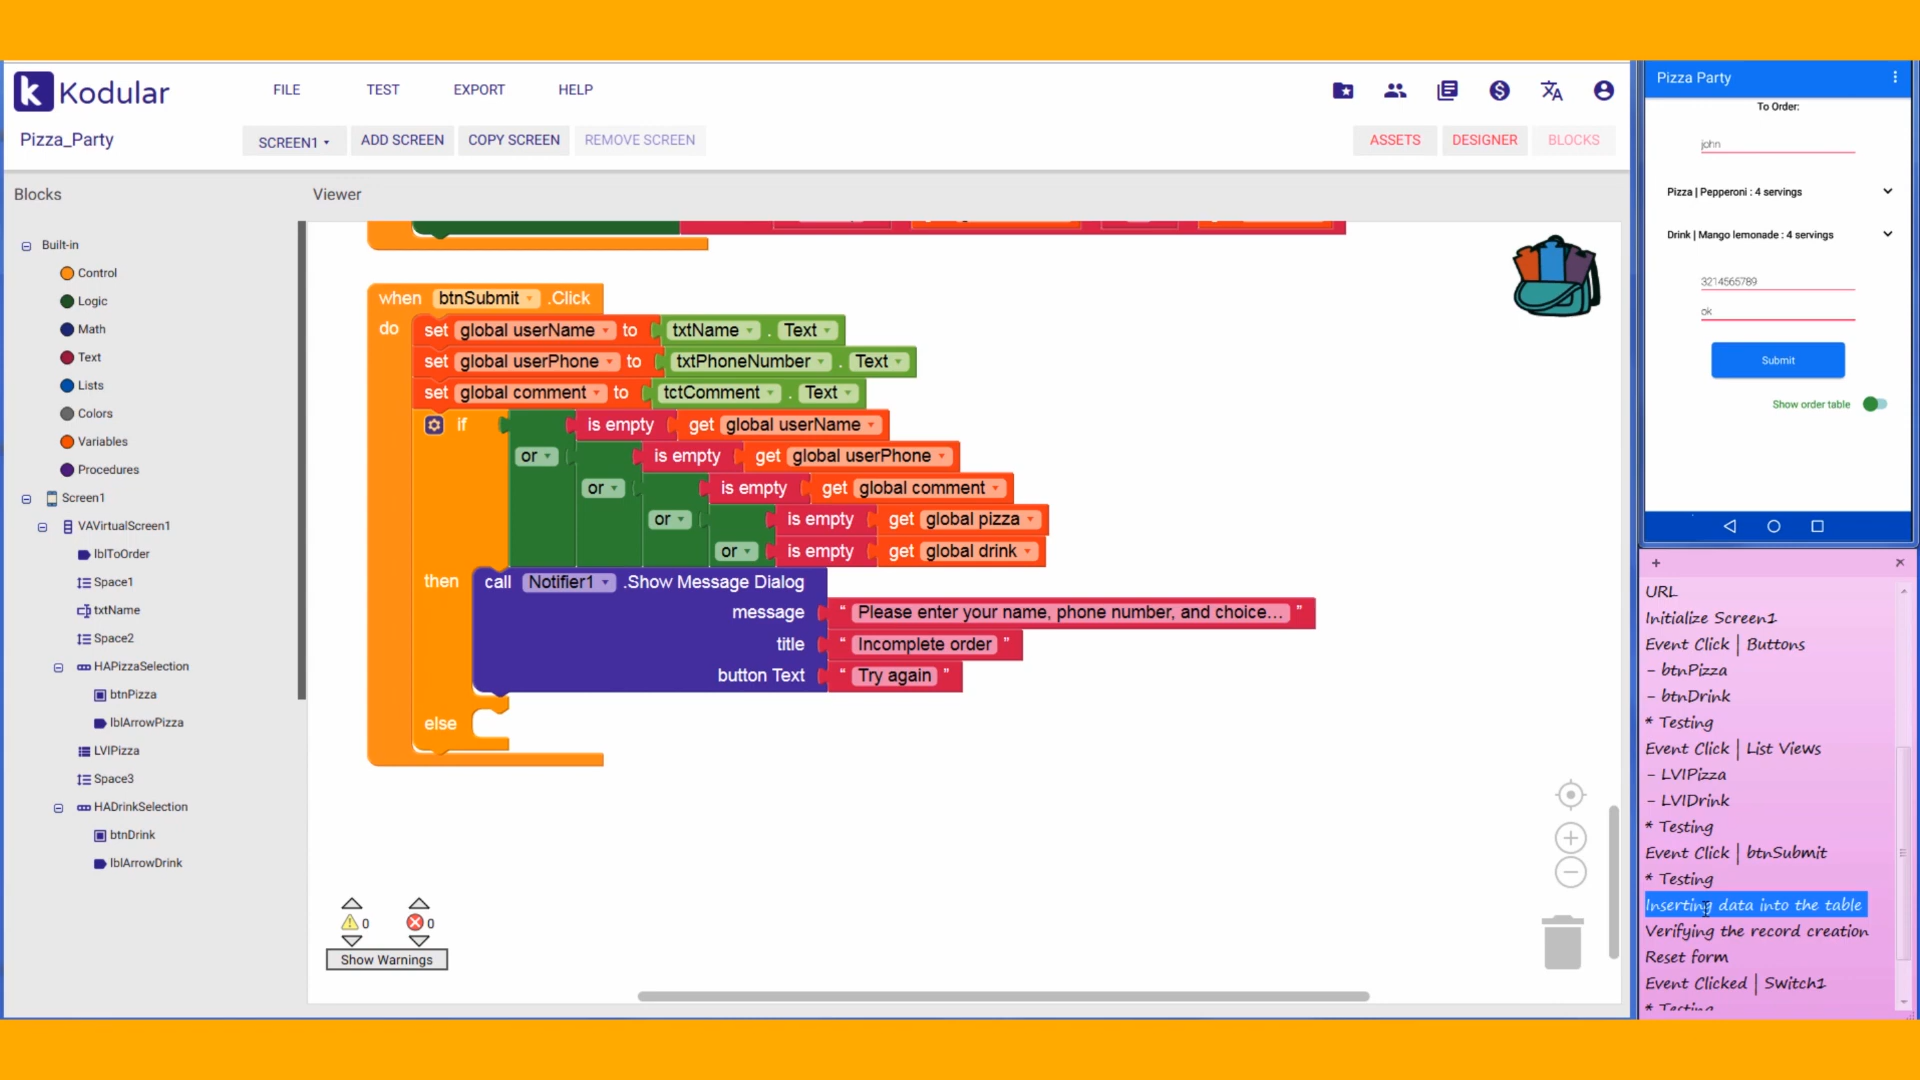 Kodular
FILE
TEST
EXPORT
HELP
Pizza_Party
SCREEN1
ADD SCREEN
COPY SCREEN
REMOVE SCREEN
ASSETS
DESIGNER
BLOCKS
Blocks
Viewer
Built-in
Control
Logic
Math
Text
Lists
Colors
Variables
Procedures
Screen1
VAVirtualScreen1
lblToOrder
Space1
txtName
Space2
HAPizzaSelection
btnPizza
lblArrowPizza
LVIPizza
Space3
HADrinkSelection
btnDrink
lblArrowDrink
when btnSubmit .Click
do set global userName to txtName . Text
set global userPhone to txtPhoneNumber . Text
set global comment to tctComment . Text
if is empty get global userName
or is empty get global userPhone
or is empty get global comment
or is empty get global pizza
or is empty get global drink
then call Notifier1 .Show Message Dialog
message " Please enter your name, phone number, and choice... "
title " Incomplete order "
button Text " Try again "
else
0 0
Show Warnings
Pizza Party
To Order:
john
Pizza | Pepperoni : 4 servings
Drink | Mango lemonade : 4 servings
3214565789
ok
Submit
Show order table
URL
Initialize Screen1
Event Click | Buttons
- btnPizza
- btnDrink
* Testing
Event Click | List Views
- LVIPizza
- LVIDrink
* Testing
Event Click | btnSubmit
* Testing
Inserting data into the table
Verifying the record creation
Reset form
Event Clicked | Switch1
* Testing